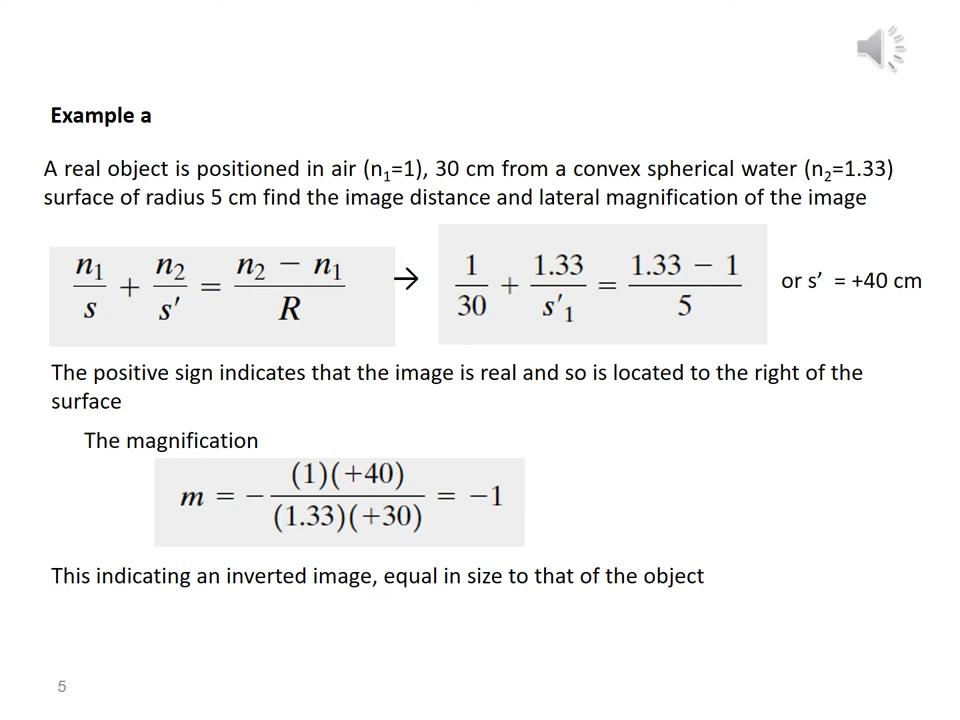 Example a
A real object is positioned in air (n₁=1), 30 cm from a convex spherical water (n₂=1.33)
surface of radius 5 cm find the image distance and lateral magnification of the image
n₁/s + n₂/s′ = (n₂ − n₁)/R → 1/30 + 1.33/s′₁ = (1.33 − 1)/5 or s’ = +40 cm
The positive sign indicates that the image is real and so is located to the right of the
surface
The magnification
m = − (1)(+40)/(1.33)(+30) = −1
This indicating an inverted image, equal in size to that of the object
5